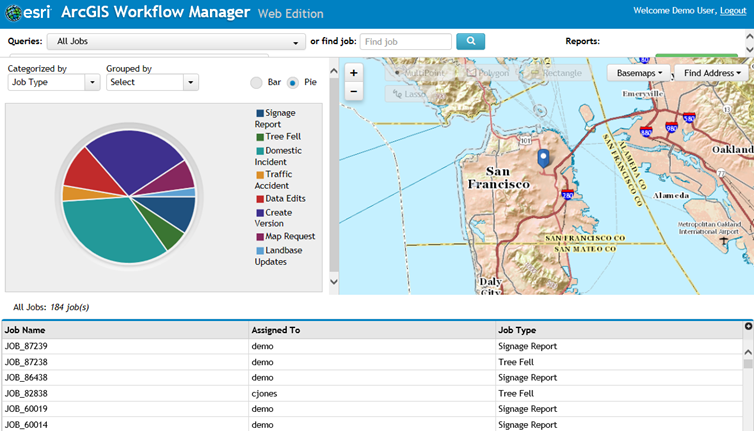 esri ArcGIS Workflow Manager Web Edition
Welcome Demo User, Logout
Queries: All Jobs or find job: Find job Reports:
Categorized by Grouped by
Job Type Select Bar Pie
Signage Report
Tree Fell
Domestic Incident
Traffic Accident
Data Edits
Create Version
Map Request
Landbase Updates
+
−
Multipoint Polygon Rectangle
Lasso
Basemaps Find Address
Emeryville
580
980
880
Oakland
101
San Francisco
280
ALAMEDA CO
SAN FRANCISCO CO
Alameda
Metropolitan Oakland International Airport
SAN FRANCISCO CO
SAN MATEO CO
Daly City
All Jobs: 184 job(s)
Job Name Assigned To Job Type
JOB_87239 demo Signage Report
JOB_87238 demo Tree Fell
JOB_86438 demo Signage Report
JOB_82838 cjones Tree Fell
JOB_60019 demo Signage Report
JOB_60014 demo Signage Report